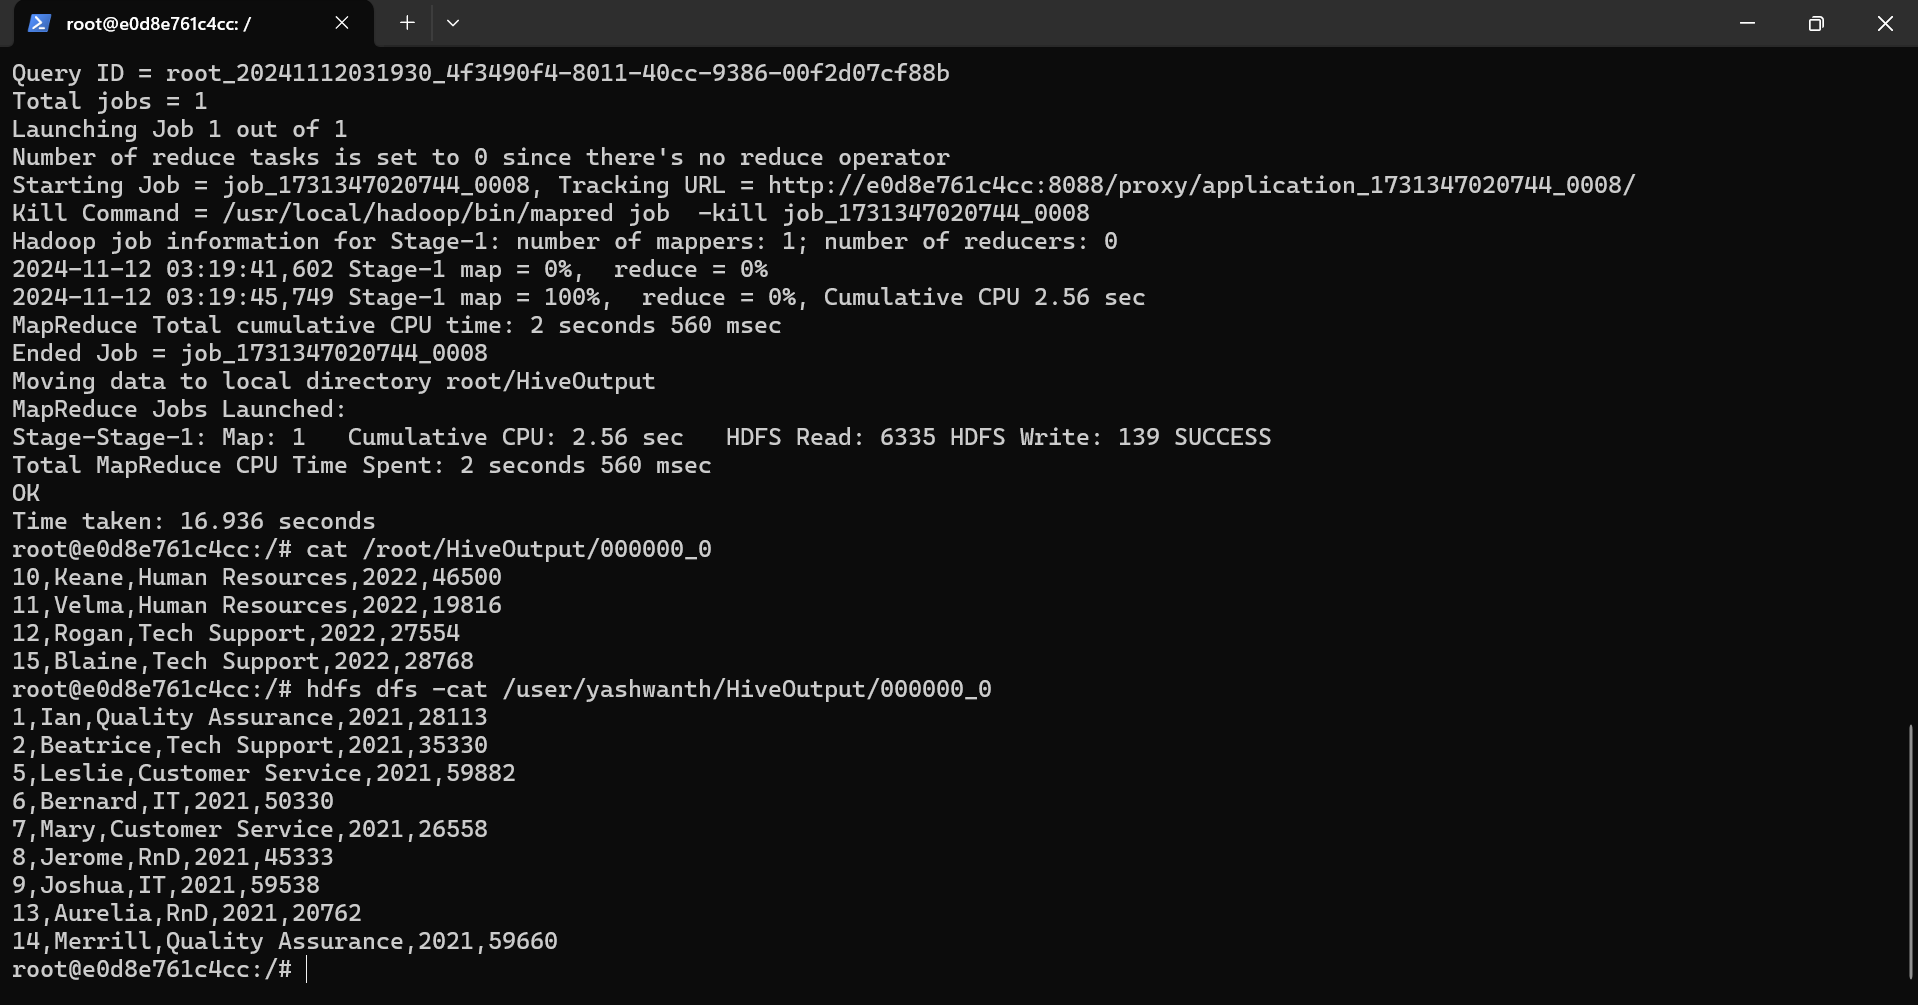 root@e0d8e761c4cc: /
Query ID = root_20241112031930_4f3490f4-8011-40cc-9386-00f2d07cf88b
Total jobs = 1
Launching Job 1 out of 1
Number of reduce tasks is set to 0 since there's no reduce operator
Starting Job = job_1731347020744_0008, Tracking URL = http://e0d8e761c4cc:8088/proxy/application_1731347020744_0008/
Kill Command = /usr/local/hadoop/bin/mapred job  -kill job_1731347020744_0008
Hadoop job information for Stage-1: number of mappers: 1; number of reducers: 0
2024-11-12 03:19:41,602 Stage-1 map = 0%,  reduce = 0%
2024-11-12 03:19:45,749 Stage-1 map = 100%,  reduce = 0%, Cumulative CPU 2.56 sec
MapReduce Total cumulative CPU time: 2 seconds 560 msec
Ended Job = job_1731347020744_0008
Moving data to local directory root/HiveOutput
MapReduce Jobs Launched:
Stage-Stage-1: Map: 1   Cumulative CPU: 2.56 sec   HDFS Read: 6335 HDFS Write: 139 SUCCESS
Total MapReduce CPU Time Spent: 2 seconds 560 msec
OK
Time taken: 16.936 seconds
root@e0d8e761c4cc:/# cat /root/HiveOutput/000000_0
10,Keane,Human Resources,2022,46500
11,Velma,Human Resources,2022,19816
12,Rogan,Tech Support,2022,27554
15,Blaine,Tech Support,2022,28768
root@e0d8e761c4cc:/# hdfs dfs -cat /user/yashwanth/HiveOutput/000000_0
1,Ian,Quality Assurance,2021,28113
2,Beatrice,Tech Support,2021,35330
5,Leslie,Customer Service,2021,59882
6,Bernard,IT,2021,50330
7,Mary,Customer Service,2021,26558
8,Jerome,RnD,2021,45333
9,Joshua,IT,2021,59538
13,Aurelia,RnD,2021,20762
14,Merrill,Quality Assurance,2021,59660
root@e0d8e761c4cc:/#